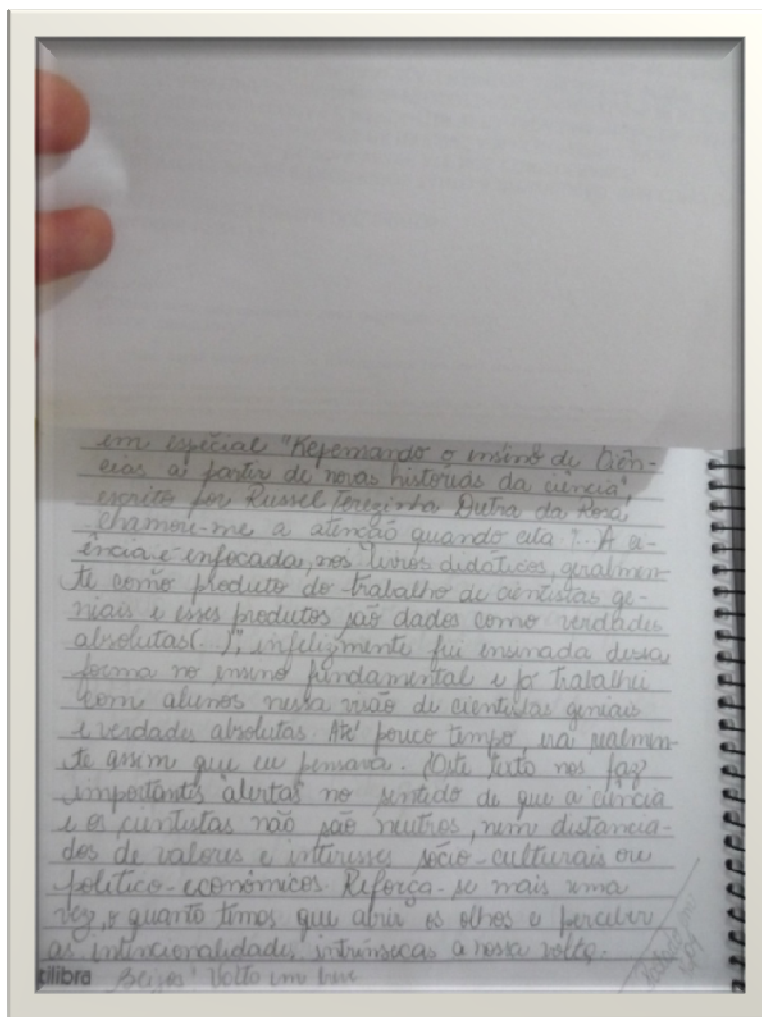 em especial "Repensando o ensino de Ciên-
cias a partir de novas histórias da ciência",
escrito por Russel Terezinha Dutra da Rosa,
chamou-me a atenção quando cita "...A ci-
ência é enfocada, nos livros didáticos, geralmen-
te como produto do trabalho de cientistas ge-
niais e esses produtos são dados como verdades
absolutas(...)", infelizmente fui ensinada dessa
forma no ensino fundamental e já trabalhei
com alunos nessa visão de cientistas geniais
e verdade absolutas. Até pouco tempo, era realmen-
te assim que eu pensava. (Este texto nos faz
importantes alertas no sentido de que a ciência
e os cientistas não são neutros, nem distancia-
dos de valores e interesses sócio-culturais ou
político-econômicos. Reforça-se mais uma
vez, o quanto temos que abrir os olhos e perceber
as intencionalidades intrínsecas a nossa volta.
tilibra Beijos! Volto em breve